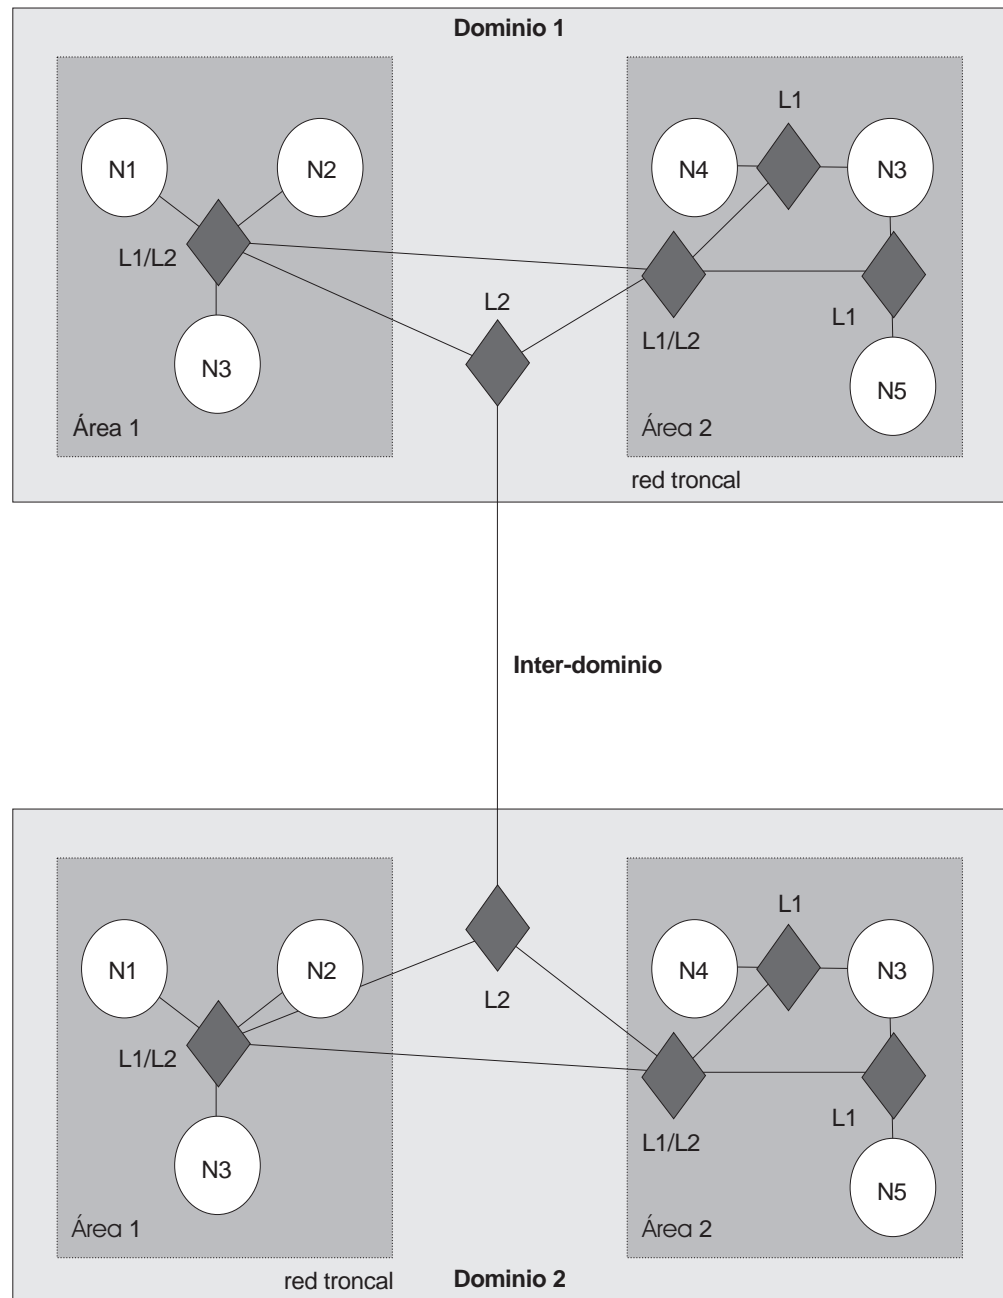 Dominio 1
L1
N1
N2
N4
N3
L1/L2
L2
L1
L1/L2
N3
N5
Área 1
Área 2
red troncal
Inter-dominio
L1
N1
N2
N4
N3
L2
L1/L2
L1
L1/L2
N3
N5
Área 1
Área 2
red troncal
Dominio 2